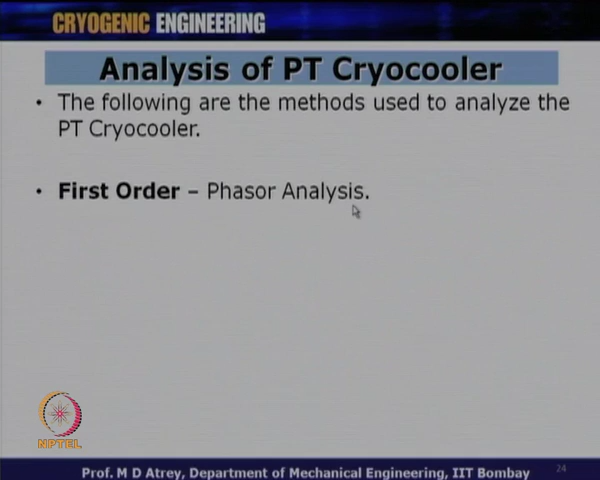 CRYOGENIC ENGINEERING
Analysis of PT Cryocooler
• The following are the methods used to analyze the
PT Cryocooler.
• First Order – Phasor Analysis.
NPTEL
Prof. M D Atrey, Department of Mechanical Engineering, IIT Bombay
24